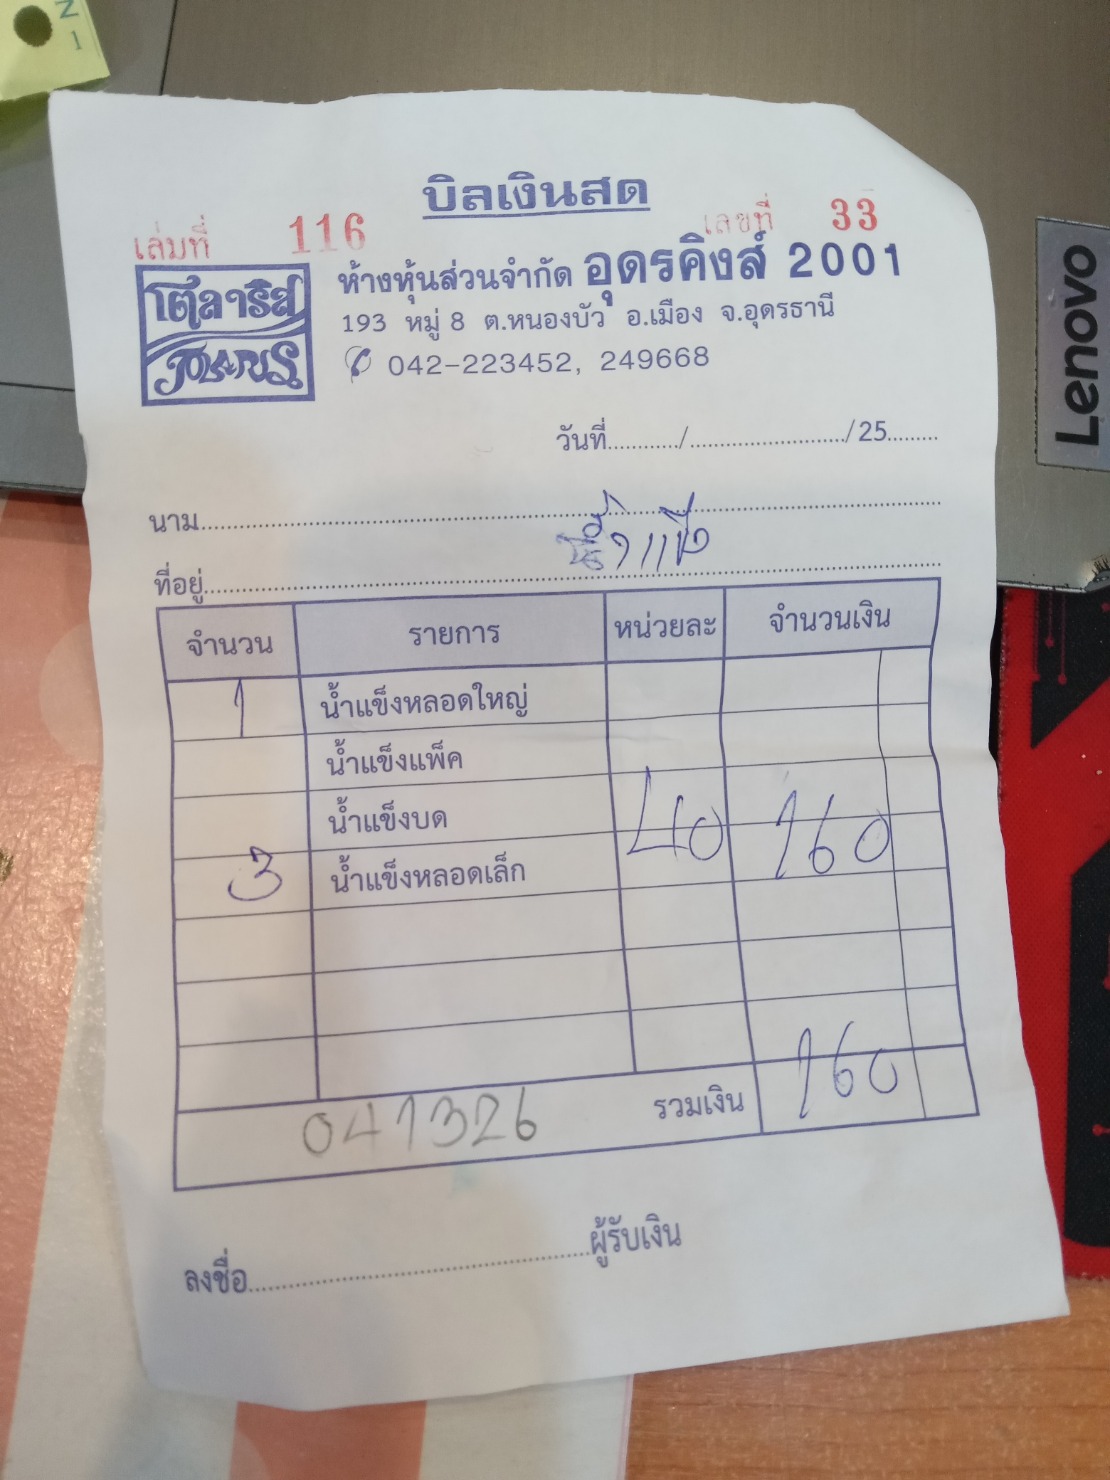 Z
1
Lenovo
บิลเงินสด
เล่มที่ 116 เลขที่ 33
โตลาริส
TOLARIS
ห้างหุ้นส่วนจำกัด อุดรคิงส์ 2001
193 หมู่ 8 ต.หนองบัว อ.เมือง จ.อุดรธานี
042-223452, 249668
วันที่.........../........................./25.........
นาม
น้ำแข็ง
ที่อยู่
จำนวน รายการ หน่วยละ จำนวนเงิน
1 น้ำแข็งหลอดใหญ่
น้ำแข็งแพ็ค
น้ำแข็งบด 40 160
3 น้ำแข็งหลอดเล็ก
041326 รวมเงิน 160
ลงชื่อ..............................ผู้รับเงิน